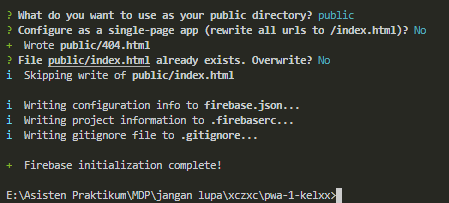 ? What do you want to use as your public directory? public
? Configure as a single-page app (rewrite all urls to /index.html)? No
+  Wrote public/404.html
? File public/index.html already exists. Overwrite? No
i  Skipping write of public/index.html
i  Writing configuration info to firebase.json...
i  Writing project information to .firebaserc...
i  Writing gitignore file to .gitignore...
+  Firebase initialization complete!
E:\Asisten Praktikum\MDP\jangan lupa\xczxc\pwa-1-kelxx>